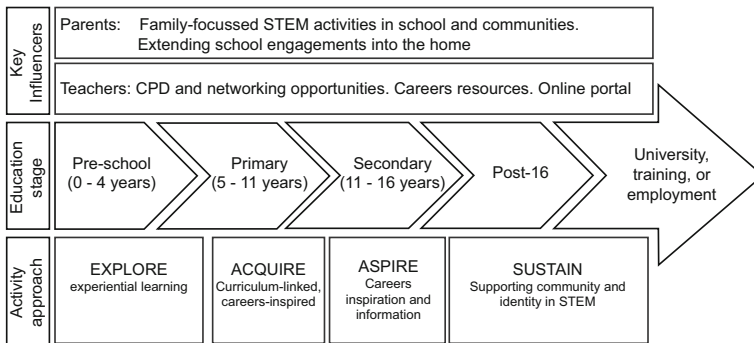 Key
Influencers
Parents: Family-focussed STEM activities in school and communities.
Extending school engagements into the home
Teachers: CPD and networking opportunities. Careers resources. Online portal
Education
stage
Pre-school
(0 - 4 years)
Primary
(5 - 11 years)
Secondary
(11 - 16 years)
Post-16
University,
training, or
employment
Activity
approach
EXPLORE
experiential learning
ACQUIRE
Curriculum-linked,
careers-inspired
ASPIRE
Careers
inspiration and
information
SUSTAIN
Supporting community and
identity in STEM